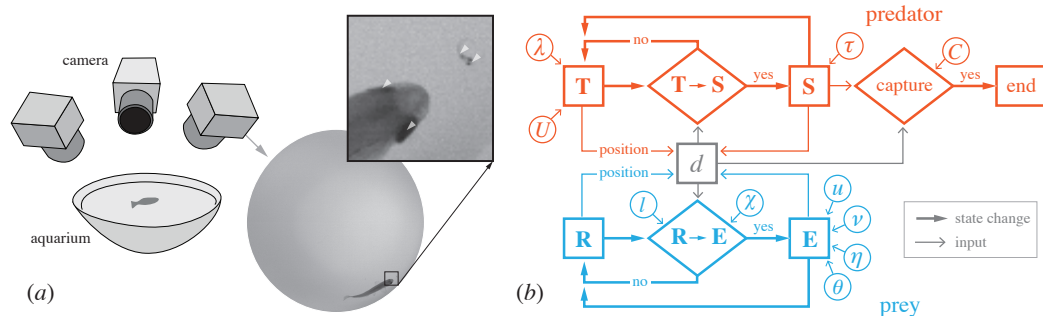 camera
aquarium
(a)
predator
no
λ
τ
C
T
T → S
yes
S
capture
yes
end
U
position
d
position
l
χ
u
R
R → E
yes
E
ν
η
θ
no
state change
input
(b)
prey